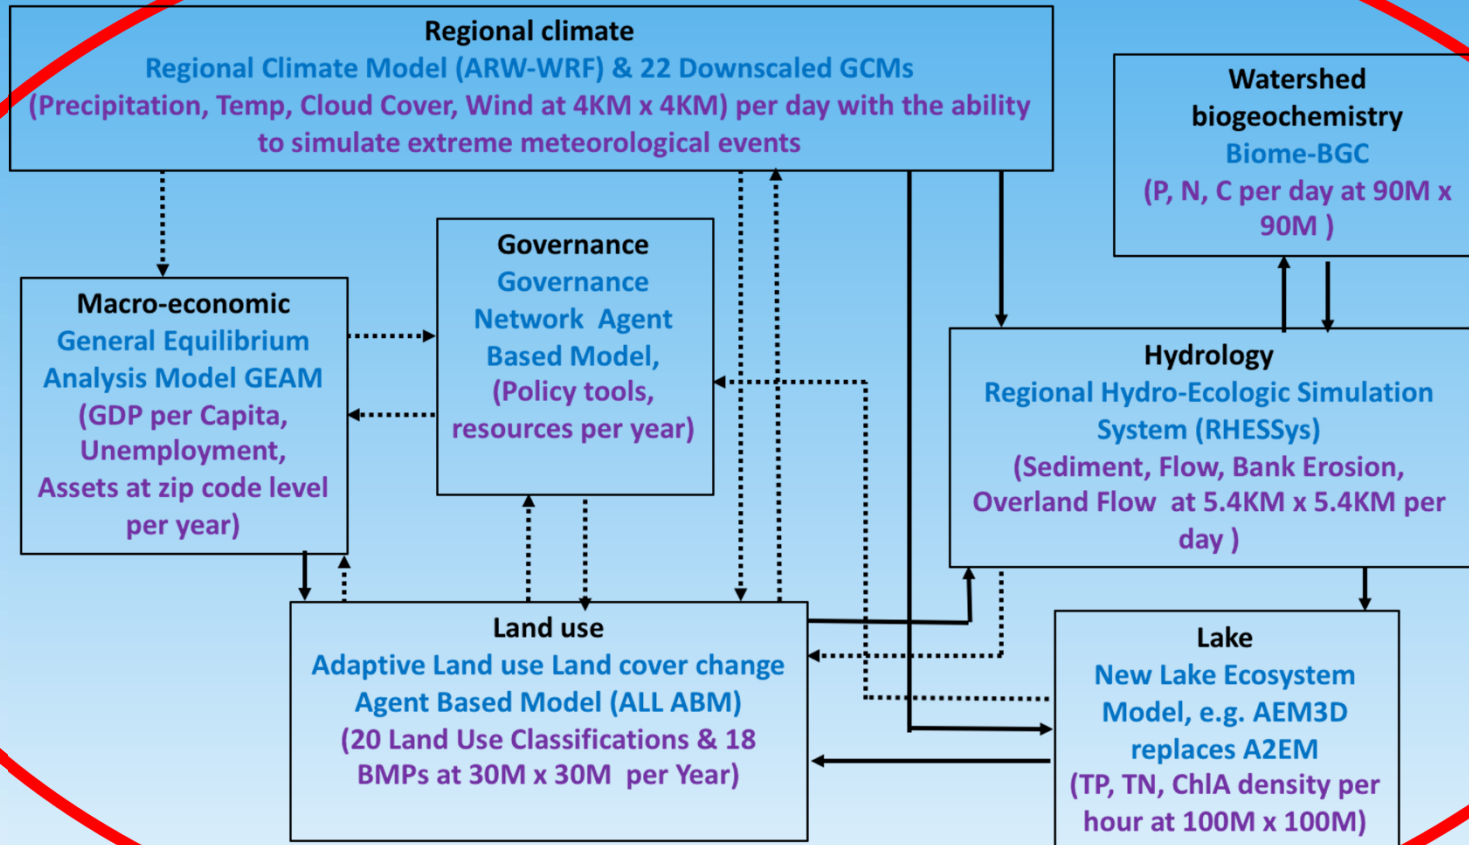 Regional climate
Regional Climate Model (ARW-WRF) & 22 Downscaled GCMs
(Precipitation, Temp, Cloud Cover, Wind at 4KM x 4KM) per day with the ability
to simulate extreme meteorological events
Watershed
biogeochemistry
Biome-BGC
(P, N, C per day at 90M x
90M )
Governance
Governance
Network Agent
Based Model,
(Policy tools,
resources per year)
Macro-economic
General Equilibrium
Analysis Model GEAM
(GDP per Capita,
Unemployment,
Assets at zip code level
per year)
Hydrology
Regional Hydro-Ecologic Simulation
System (RHESSys)
(Sediment, Flow, Bank Erosion,
Overland Flow at 5.4KM x 5.4KM per
day )
Land use
Adaptive Land use Land cover change
Agent Based Model (ALL ABM)
(20 Land Use Classifications & 18
BMPs at 30M x 30M per Year)
Lake
New Lake Ecosystem
Model, e.g. AEM3D
replaces A2EM
(TP, TN, ChlA density per
hour at 100M x 100M)